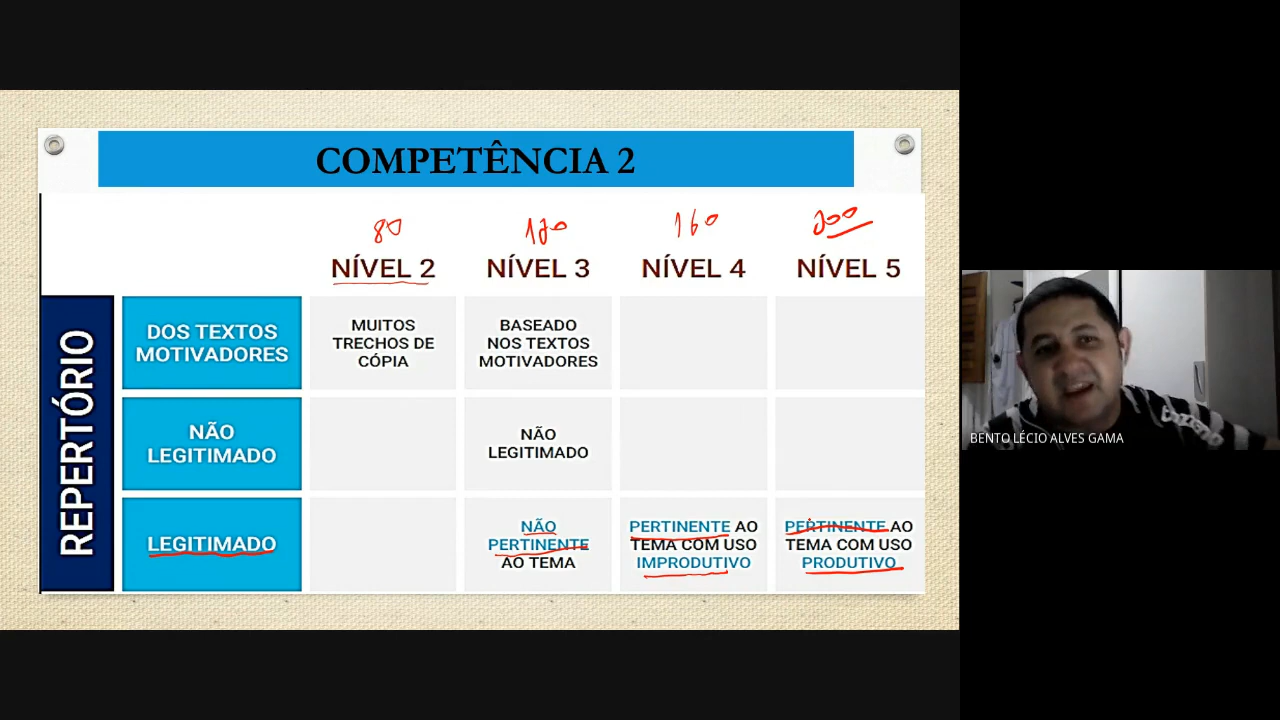 COMPETÊNCIA 2
80 120 160 200
NÍVEL 2 NÍVEL 3 NÍVEL 4 NÍVEL 5
REPERTÓRIO
DOS TEXTOS
MOTIVADORES
MUITOS
TRECHOS DE
CÓPIA
BASEADO
NOS TEXTOS
MOTIVADORES
NÃO
LEGITIMADO
NÃO
LEGITIMADO
LEGITIMADO
NÃO
PERTINENTE
AO TEMA
PERTINENTE AO
TEMA COM USO
IMPRODUTIVO
PERTINENTE AO
TEMA COM USO
PRODUTIVO
BENTO LÉCIO ALVES GAMA